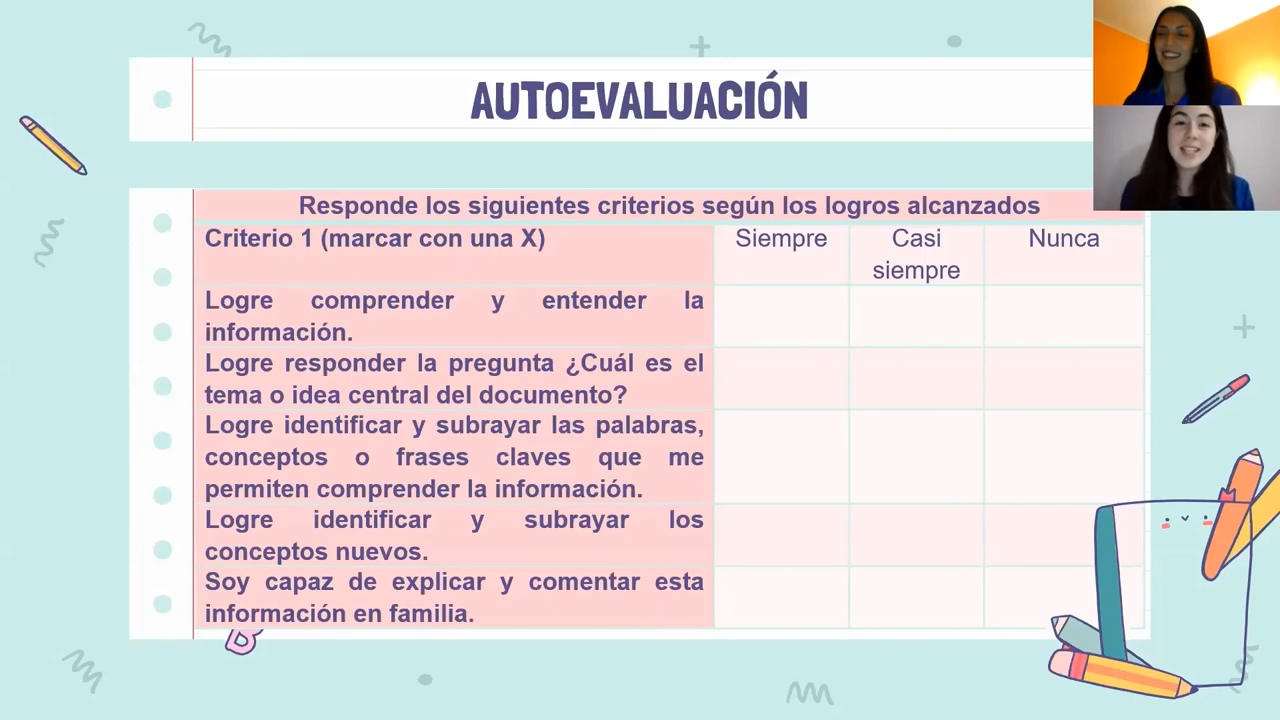 AUTOEVALUACIÓN
Responde los siguientes criterios según los logros alcanzados
Criterio 1 (marcar con una X)
Siempre
Casi
siempre
Nunca
Logre comprender y entender la
información.
Logre responder la pregunta ¿Cuál es el
tema o idea central del documento?
Logre identificar y subrayar las palabras,
conceptos o frases claves que me
permiten comprender la información.
Logre identificar y subrayar los
conceptos nuevos.
Soy capaz de explicar y comentar esta
información en familia.
B